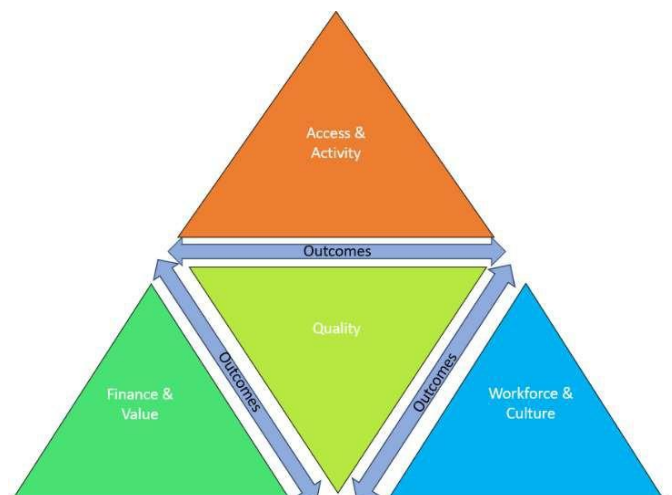 Access &
Activity
Outcomes
Quality
Outcomes
Outcomes
Finance &
Value
Workforce &
Culture